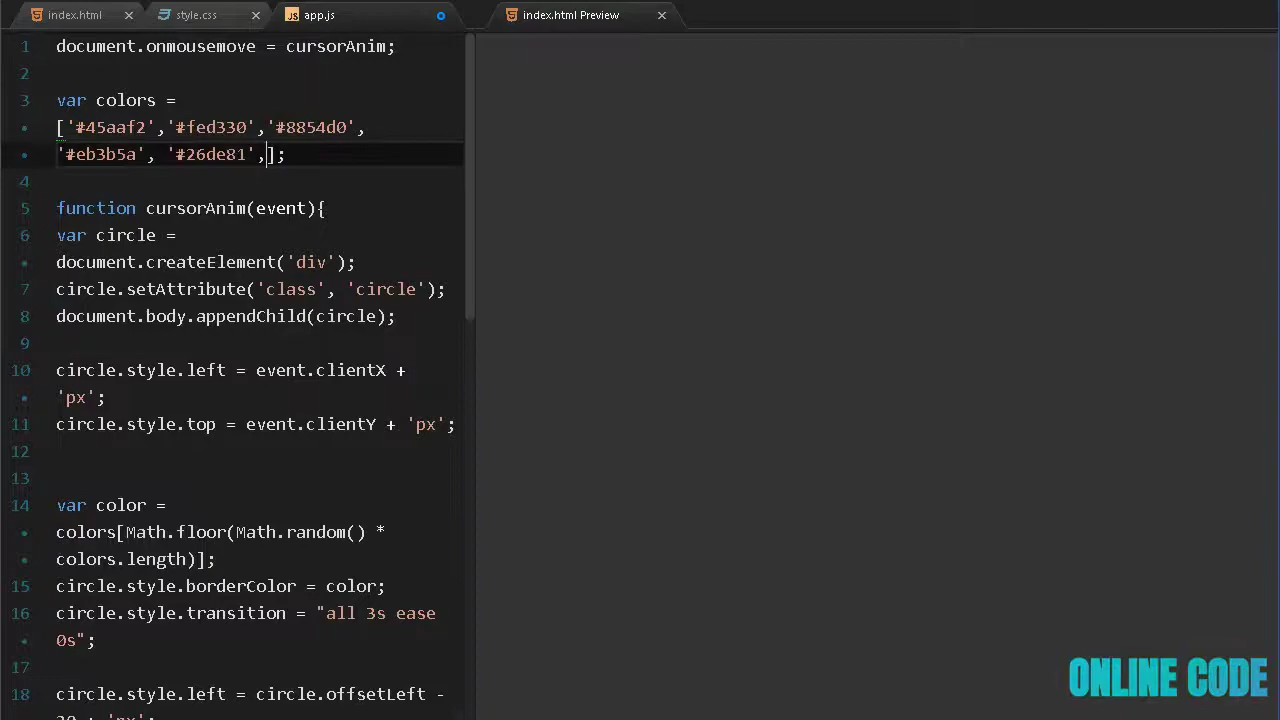 index.html
style.css
app.js
index.html Preview
1 document.onmousemove = cursorAnim;
2
3 var colors =
['#45aaf2','#fed330','#8854d0',
'#eb3b5a', '#26de81',];
4
5 function cursorAnim(event){
6 var circle =
document.createElement('div');
7 circle.setAttribute('class', 'circle');
8 document.body.appendChild(circle);
9
10 circle.style.left = event.clientX +
'px';
11 circle.style.top = event.clientY + 'px';
12
13
14 var color =
colors[Math.floor(Math.random() *
colors.length)];
15 circle.style.borderColor = color;
16 circle.style.transition = "all 3s ease
0s";
17
18 circle.style.left = circle.offsetLeft -
20 + 'px';
ONLINE CODE